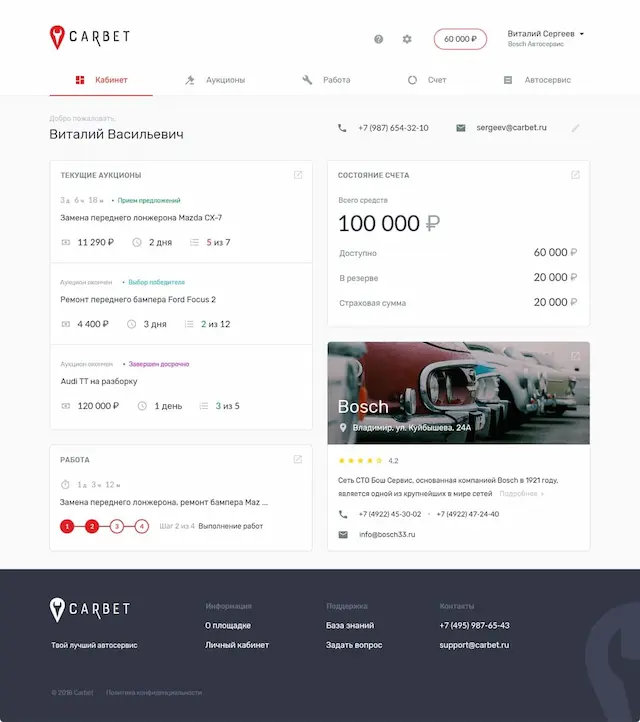 CARBET
60 000 ₽
Виталий Сергеев
Bosch Автосервис
Кабинет
Аукционы
Работа
Счет
Автосервис
Добро пожаловать,
Виталий Васильевич
+7 (987) 654-32-10
sergeev@carbet.ru
ТЕКУЩИЕ АУКЦИОНЫ
3 д 6 ч 18 м • Прием предложений
Замена переднего лонжерона Mazda CX-7
11 290 ₽ 2 дня 5 из 7
Аукцион окончен • Выбор победителя
Ремонт переднего бампера Ford Focus 2
4 400 ₽ 3 дня 2 из 12
Аукцион окончен • Завершен досрочно
Audi TT на разборку
120 000 ₽ 1 день 3 из 5
РАБОТА
1 д 3 ч 12 м
Замена переднего лонжерона, ремонт бампера Maz ...
1 2 3 4 Шаг 2 из 4 Выполнение работ
СОСТОЯНИЕ СЧЕТА
Всего средств
100 000 ₽
Доступно 60 000 ₽
В резерве 20 000 ₽
Страховая сумма 20 000 ₽
Bosch
Владимир, ул. Куйбышева, 24А
4.2
Сеть СТО Бош Сервис, основанная компанией Bosch в 1921 году,
является одной из крупнейших в мире сетей Подробнее >
+7 (4922) 45-30-02 • +7 (4922) 47-24-40
info@bosch33.ru
CARBET
Твой лучший автосервис
Информация
О площадке
Личный кабинет
Поддержка
База знаний
Задать вопрос
Контакты
+7 (495) 987-65-43
support@carbet.ru
© 2016 Carbet Политика конфиденциальности